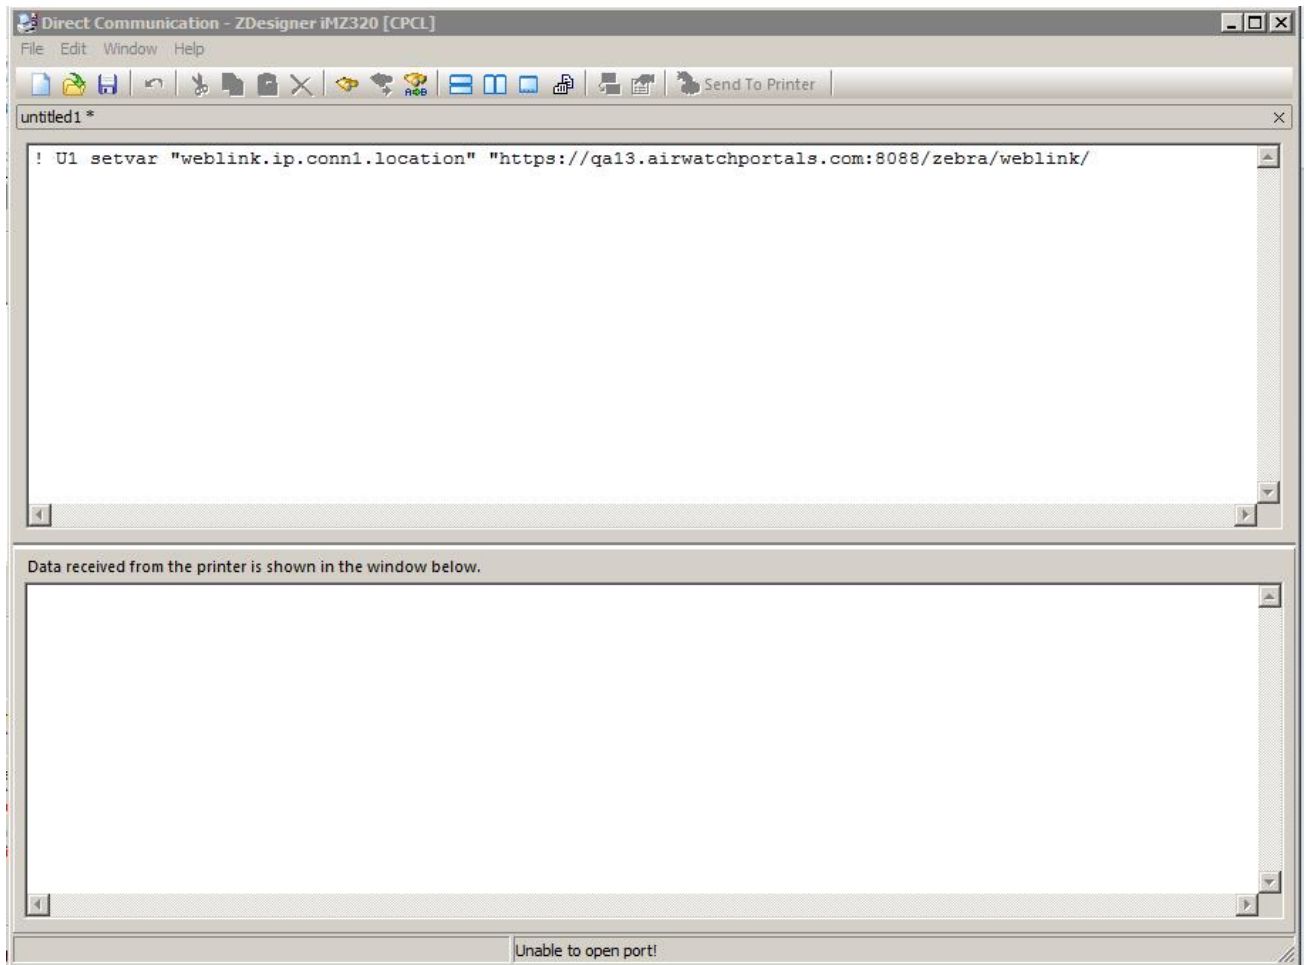 Direct Communication - ZDesigner iMZ320 [CPCL]
File Edit Window Help
Send To Printer
untitled1 *
! U1 setvar "weblink.ip.conn1.location" "https://qa13.airwatchportals.com:8088/zebra/weblink/
Data received from the printer is shown in the window below.
Unable to open port!